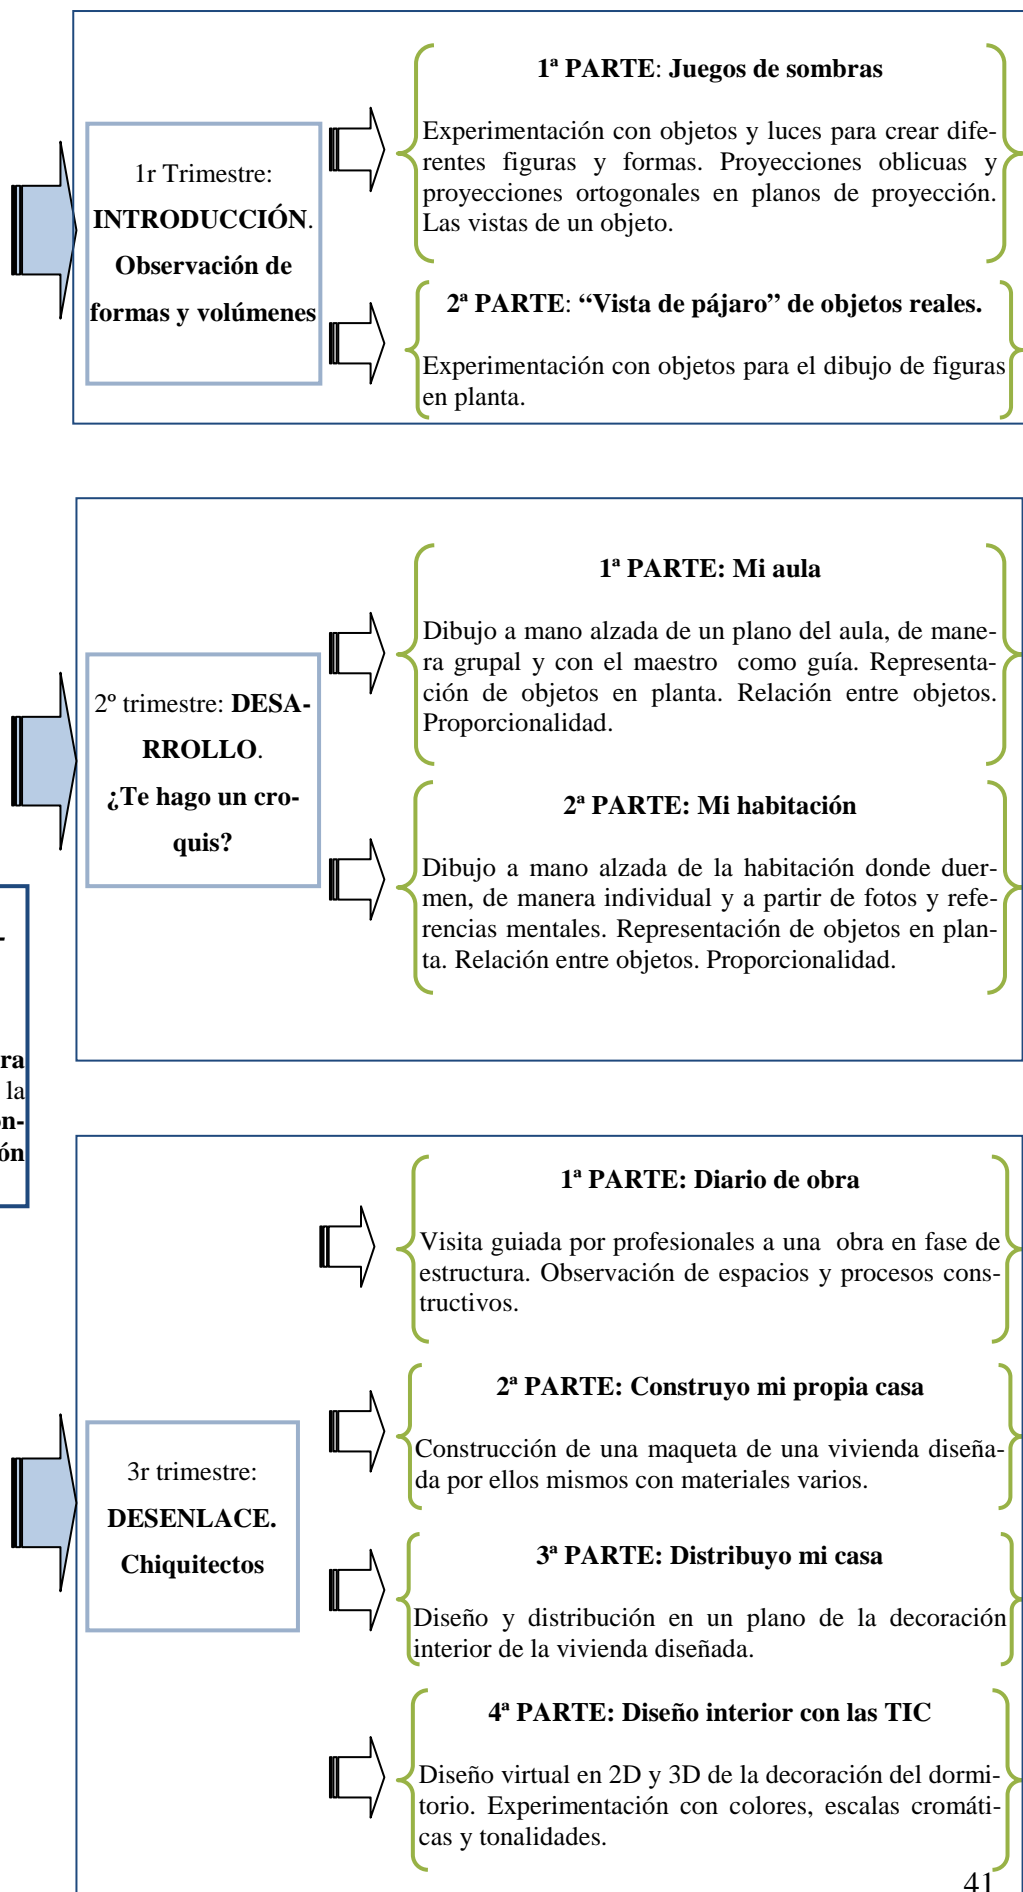 1r Trimestre:
INTRODUCCIÓN.
Observación de
formas y volúmenes
1ª PARTE: Juegos de sombras
Experimentación con objetos y luces para crear dife-
rentes figuras y formas. Proyecciones oblicuas y
proyecciones ortogonales en planos de proyección.
Las vistas de un objeto.
2ª PARTE: “Vista de pájaro” de objetos reales.
Experimentación con objetos para el dibujo de figuras
en planta.
2º trimestre: DESA-
RROLLO.
¿Te hago un cro-
quis?
1ª PARTE: Mi aula
Dibujo a mano alzada de un plano del aula, de mane-
ra grupal y con el maestro como guía. Representa-
ción de objetos en planta. Relación entre objetos.
Proporcionalidad.
2ª PARTE: Mi habitación
Dibujo a mano alzada de la habitación donde duer-
men, de manera individual y a partir de fotos y refe-
rencias mentales. Representación de objetos en plan-
ta. Relación entre objetos. Proporcionalidad.
-
ra
la
on-
ón
3r trimestre:
DESENLACE.
Chiquitectos
1ª PARTE: Diario de obra
Visita guiada por profesionales a una obra en fase de
estructura. Observación de espacios y procesos cons-
tructivos.
2ª PARTE: Construyo mi propia casa
Construcción de una maqueta de una vivienda diseña-
da por ellos mismos con materiales varios.
3ª PARTE: Distribuyo mi casa
Diseño y distribución en un plano de la decoración
interior de la vivienda diseñada.
4ª PARTE: Diseño interior con las TIC
Diseño virtual en 2D y 3D de la decoración del dormi-
torio. Experimentación con colores, escalas cromáti-
cas y tonalidades.
41